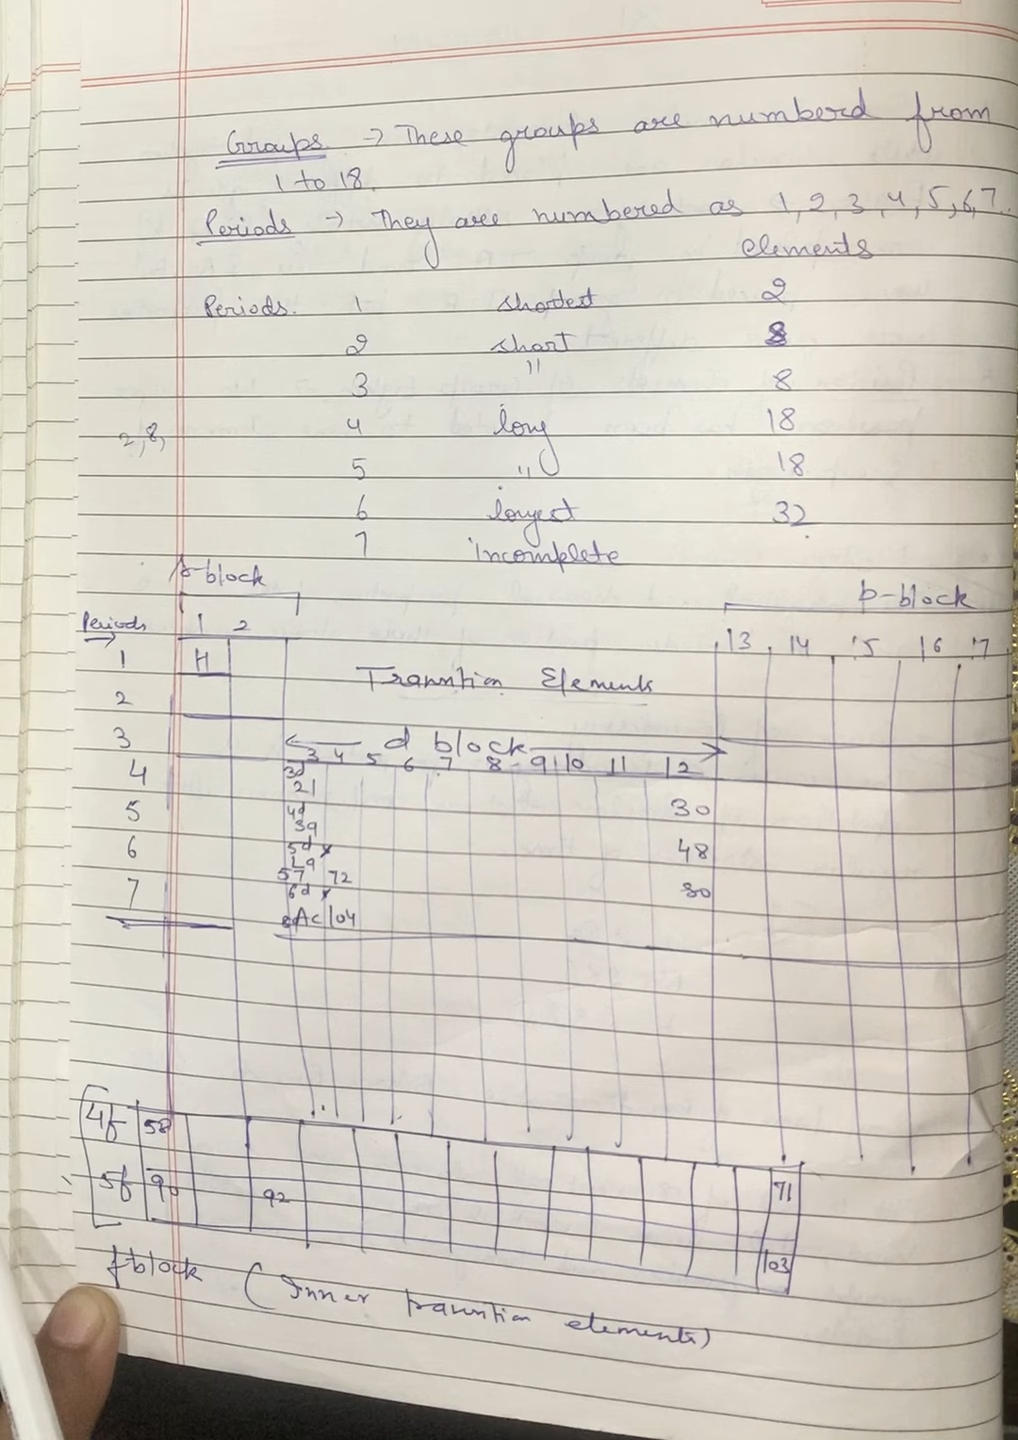 Groups → These groups are numberd from
1 to 18.
Periods → They are numbered as 1, 2, 3, 4, 5, 6, 7.
elements
Periods. 1 shortest 2
2 short 8
3 " 8
2, 8, 4 long 18
5 " 18
6 longest 32
7 incomplete
s-block p-block
Periods 1 2 13 14 15 16 17
1 H Transition Elements
2
3 d block
3 4 5 6 7 8 9 10 11 12
4 3d
21 30
5 4d
39 48
6 5d
La
57 72 80
7 6d
Ac 104
4f 58 71
5f 90 92 103
f block (Inner transition elements)